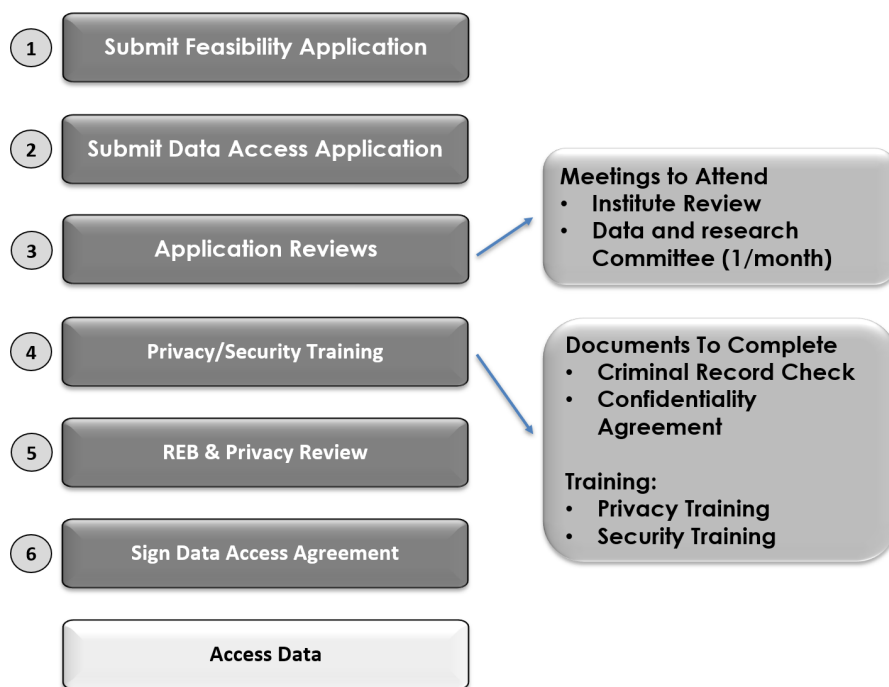 1
Submit Feasibility Application
2
Submit Data Access Application
3
Application Reviews
Meetings to Attend
• Institute Review
• Data and research
Committee (1/month)
4
Privacy/Security Training
Documents To Complete
• Criminal Record Check
• Confidentiality
Agreement
Training:
• Privacy Training
• Security Training
5
REB & Privacy Review
6
Sign Data Access Agreement
Access Data